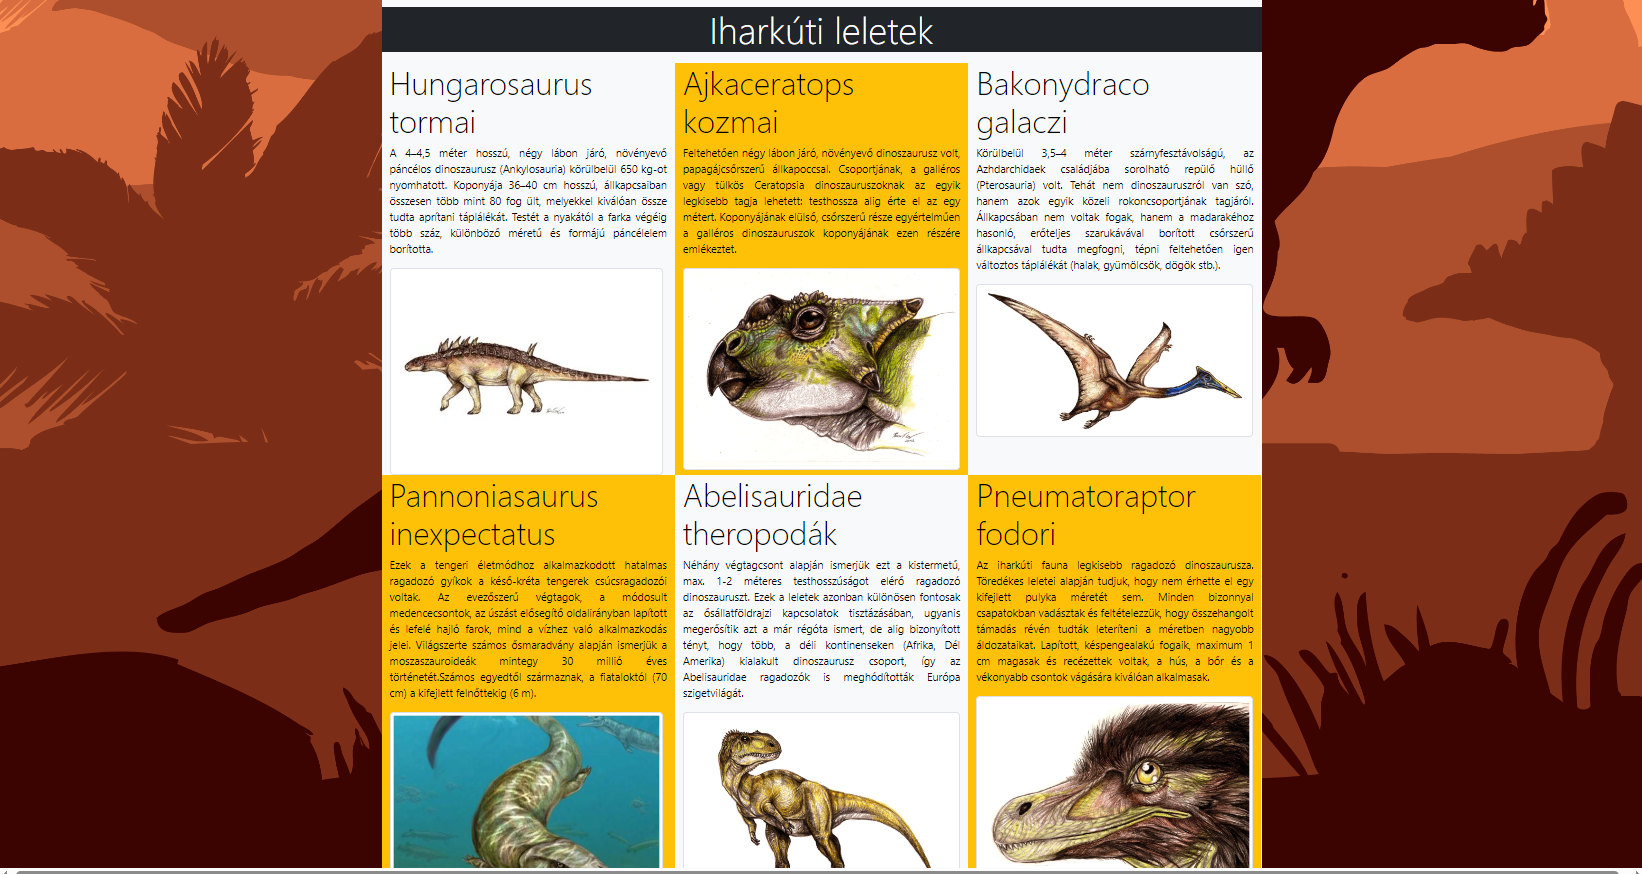 Iharkúti leletek
Hungarosaurus
tormai
A 4–4,5 méter hosszú, négy lábon járó, növényevő
páncélos dinoszaurusz (Ankylosauria) körülbelül 650 kg-ot
nyomhatott. Koponyája 36–40 cm hosszú, állkapcsaiban
összesen több mint 80 fog ült, melyekkel kiválóan össze
tudta aprítani táplálékát. Testét a nyakától a farka végéig
több száz, különböző méretű és formájú páncélelem
borította.
Ajkaceratops
kozmai
Feltehetően négy lábon járó, növényevő dinoszaurusz volt,
papagájcsőrszerű állkapoccsal. Csoportjának, a galléros
vagy tülkös Ceratopsia dinoszauruszoknak az egyik
legkisebb tagja lehetett: testhossza alig érte el az egy
métert. Koponyájának elülső, csőrszerű része egyértelműen
a galléros dinoszauruszok koponyájának ezen részére
emlékeztet.
Bakonydraco
galaczi
Körülbelül 3,5–4 méter szárnyfesztávolságú, az
Azhdarchidaek családjába sorolható repülő hüllő
(Pterosauria) volt. Tehát nem dinoszauruszról van szó,
hanem azok egyik közeli rokoncsoportjának tagjáról.
Állkapcsában nem voltak fogak, hanem a madarakéhoz
hasonló, erőteljes szarukávával borított csőrszerű
állkapcsával tudta megfogni, tépni feltehetően igen
változtos táplálékát (halak, gyümölcsök, dögök stb.).
Pannoniasaurus
inexpectatus
Ezek a tengeri életmódhoz alkalmazkodott hatalmas
ragadozó gyíkok a késő-kréta tengerek csúcsragadozói
voltak. Az evezőszerű végtagok, a módosult
medencecsontok, az úszást elősegítő oldalirányban lapított
és lefelé hajló farok, mind a vízhez való alkalmazkodás
jelei. Világszerte számos ősmaradvány alapján ismerjük a
moszaszauroideák mintegy 30 millió éves
történetét.Számos egyedtől származnak, a fiataloktól (70
cm) a kifejlett felnőttekig (6 m).
Abelisauridae
theropodák
Néhány végtagcsont alapján ismerjük ezt a kistermetű,
max. 1-2 méteres testhosszúságot elérő ragadozó
dinoszauruszt. Ezek a leletek azonban különösen fontosak
az ősállatföldrajzi kapcsolatok tisztázásában, ugyanis
megerősítik azt a már régóta ismert, de alig bizonyított
tényt, hogy több, a déli kontinenseken (Afrika, Dél
Amerika) kialakult dinoszaurusz csoport, így az
Abelisauridae ragadozók is meghódították Európa
szigetvilágát.
Pneumatoraptor
fodori
Az iharkúti fauna legkisebb ragadozó dinoszaurusza.
Töredékes leletei alapján tudjuk, hogy nem érhette el egy
kifejlett pulyka méretét sem. Minden bizonnyal
csapatokban vadásztak és feltételezzük, hogy összehangolt
támadás révén tudták leteríteni a méretben nagyobb
áldozataikat. Lapított, késpengealakú fogaik, maximum 1
cm magasak és recézettek voltak, a hús, a bőr és a
vékonyabb csontok vágására kiválóan alkalmasak.